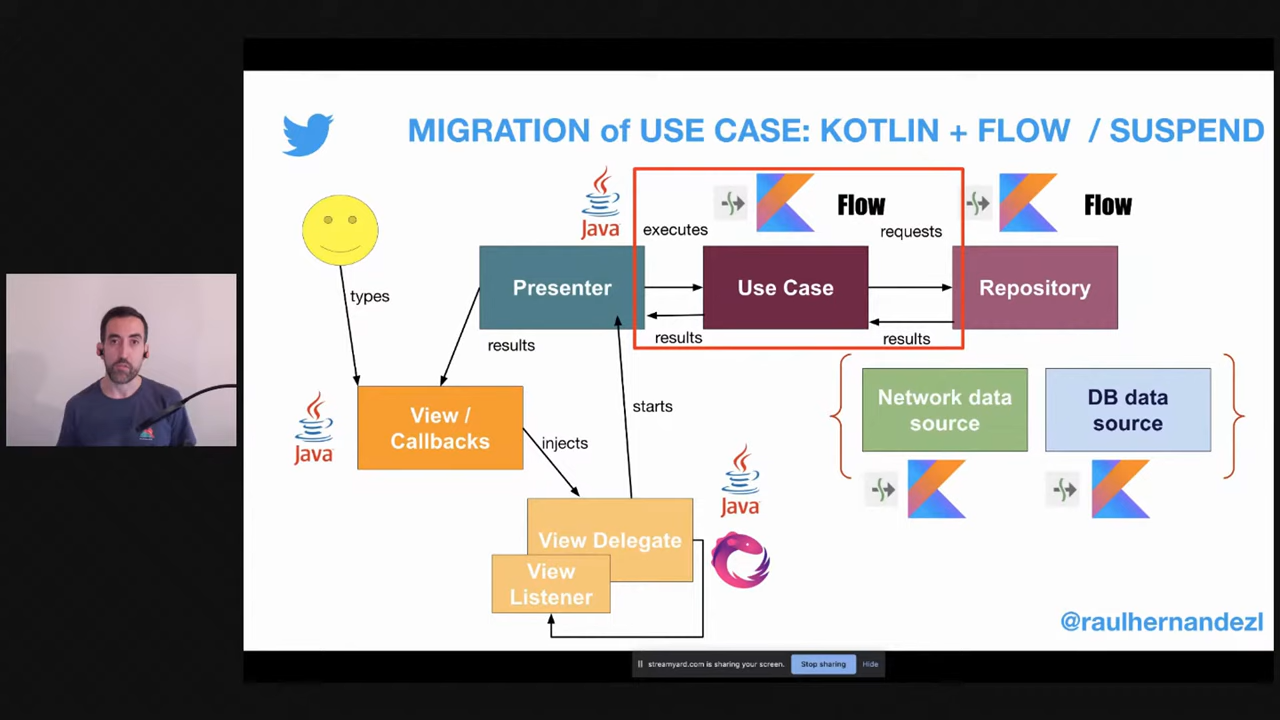 MIGRATION of USE CASE: KOTLIN + FLOW / SUSPEND
Java
executes
Flow
requests
Flow
types
Presenter
Use Case
Repository
results
results
results
starts
Java
View /
Callbacks
injects
Network data
source
DB data
source
Java
View Delegate
View
Listener
@raulhernandezl
streamyard.com is sharing your screen.
Stop sharing
Hide